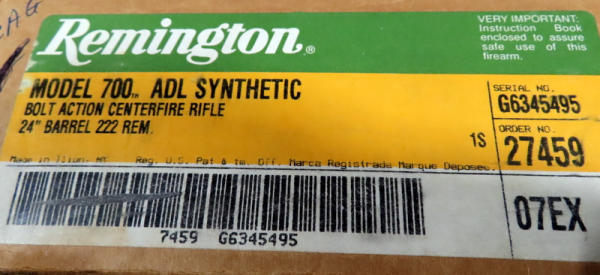 Remington®
VERY IMPORTANT:
Instruction Book
enclosed to assure
safe use of this
firearm.
MODEL 700™ ADL SYNTHETIC
BOLT ACTION CENTERFIRE RIFLE
24" BARREL 222 REM.
1S
SERIAL NO.
G6345495
ORDER NO.
27459
Made in Ilion, NY Reg. U.S. Pat & tm. Off. Marca Registrada Marque Deposee
07EX
7459 G6345495